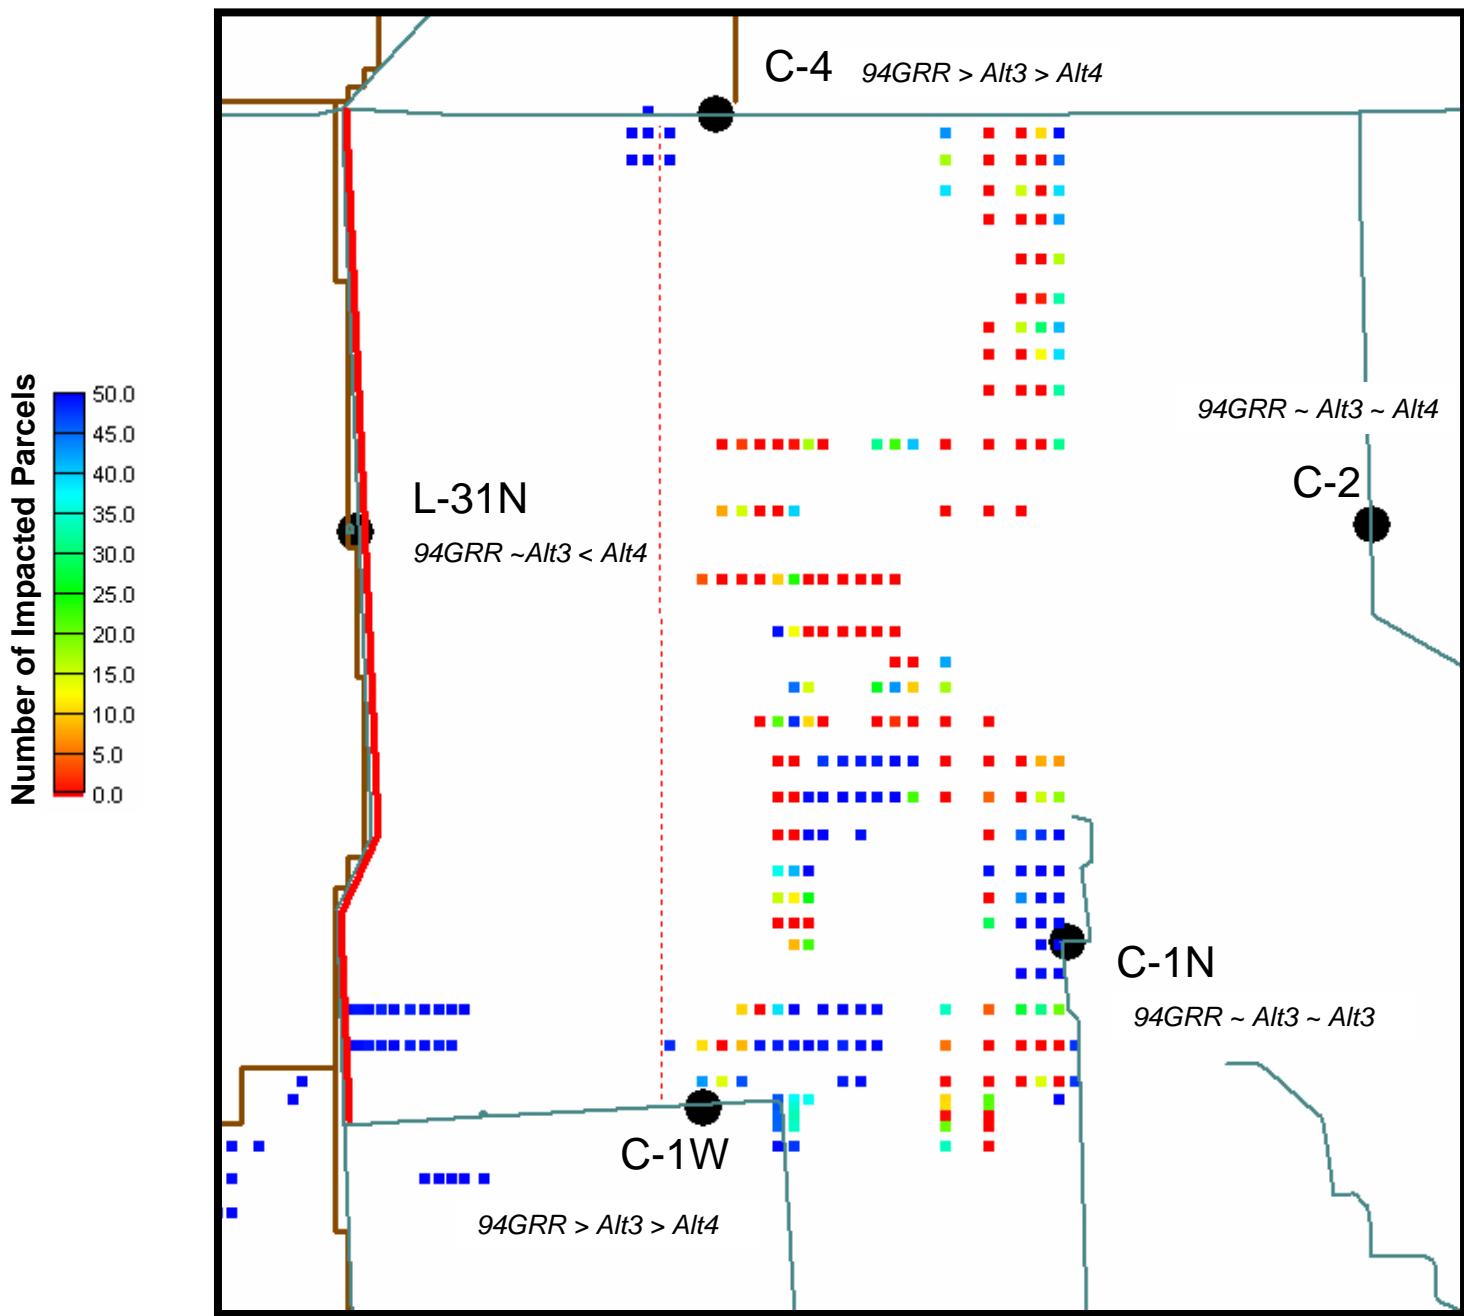 C-4
94GRR > Alt3 > Alt4
Number of Impacted Parcels
50.0
45.0
40.0
35.0
30.0
25.0
20.0
15.0
10.0
5.0
0.0
94GRR ~ Alt3 ~ Alt4
C-2
L-31N
94GRR ~Alt3 < Alt4
C-1N
94GRR ~ Alt3 ~ Alt3
C-1W
94GRR > Alt3 > Alt4